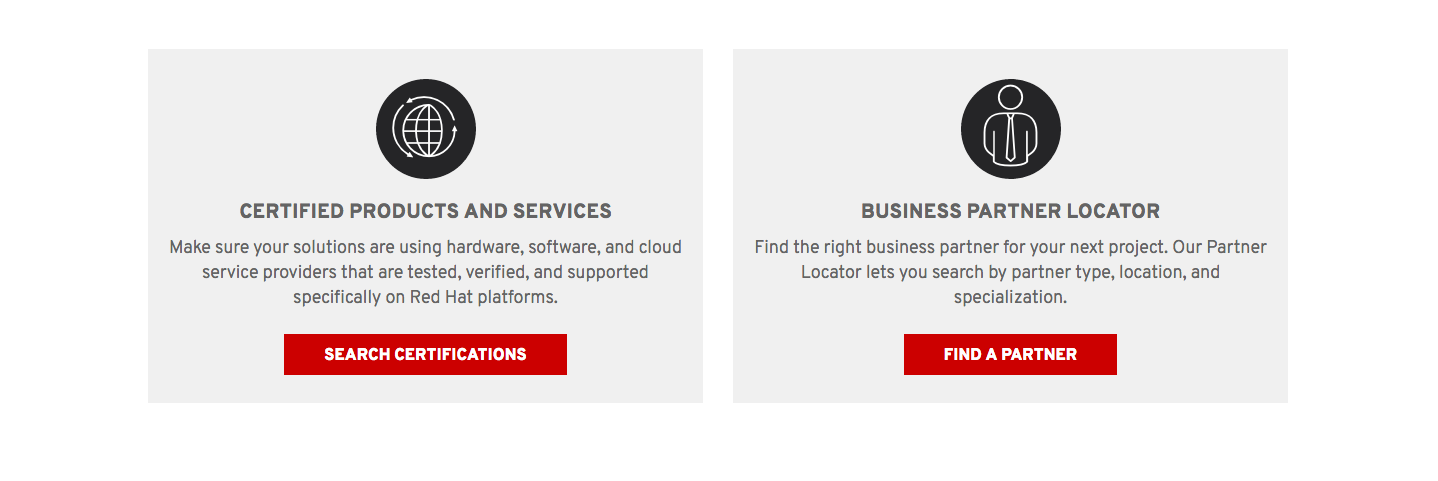 CERTIFIED PRODUCTS AND SERVICES
Make sure your solutions are using hardware, software, and cloud
service providers that are tested, verified, and supported
specifically on Red Hat platforms.
SEARCH CERTIFICATIONS
BUSINESS PARTNER LOCATOR
Find the right business partner for your next project. Our Partner
Locator lets you search by partner type, location, and
specialization.
FIND A PARTNER